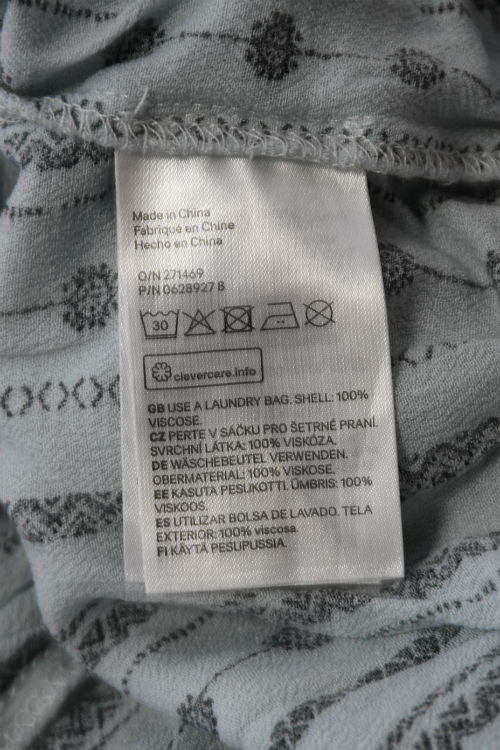 Made in China
Fabriqué en Chine
Hecho en China
O/N 271469
P/N 0628927 8
30
clevercare.info
GB USE A LAUNDRY BAG. SHELL: 100%
VISCOSE.
CZ PERTE V SÁČKU PRO ŠETRNÉ PRANÍ.
SVRCHNÍ LÁTKA: 100% VISKÓZA.
DE WÄSCHEBEUTEL VERWENDEN.
OBERMATERIAL: 100% VISKOSE.
EE KASUTA PESUKOTTI. ÜMBRIS: 100%
VISKOOS.
ES UTILIZAR BOLSA DE LAVADO. TELA
EXTERIOR: 100% viscosa.
FI KÄYTÄ PESUPUSSIA.